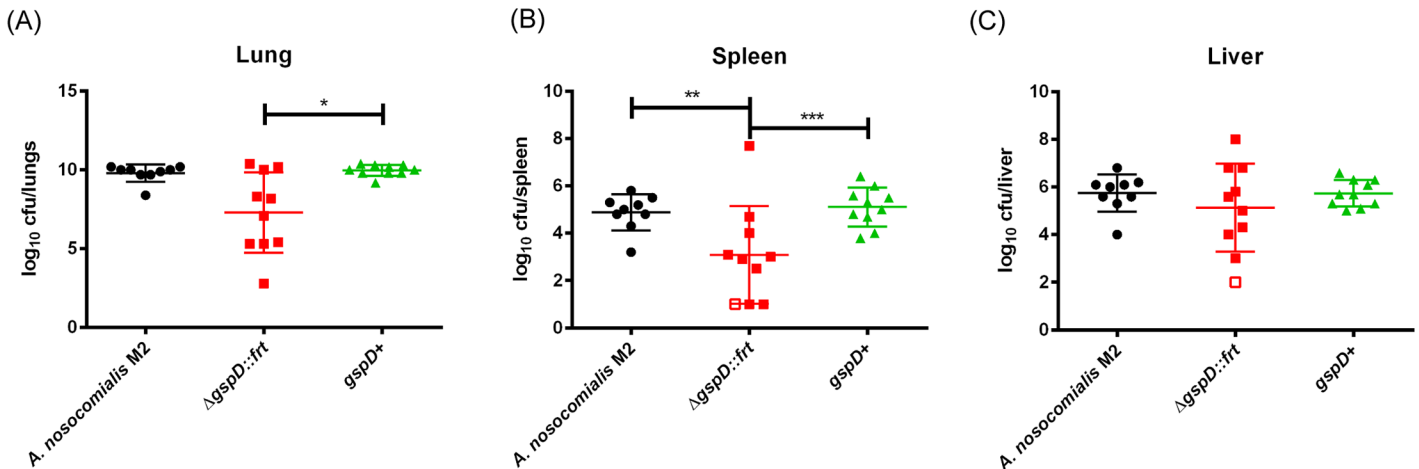 (A)
Lung
log10 cfu/lungs
15
10
5
0
*
A. nosocomialis M2
ΔgspD::frt
gspD+
(B)
Spleen
log10 cfu/spleen
10
8
6
4
2
0
**
***
A. nosocomialis M2
ΔgspD::frt
gspD+
(C)
Liver
log10 cfu/liver
10
8
6
4
2
0
A. nosocomialis M2
ΔgspD::frt
gspD+